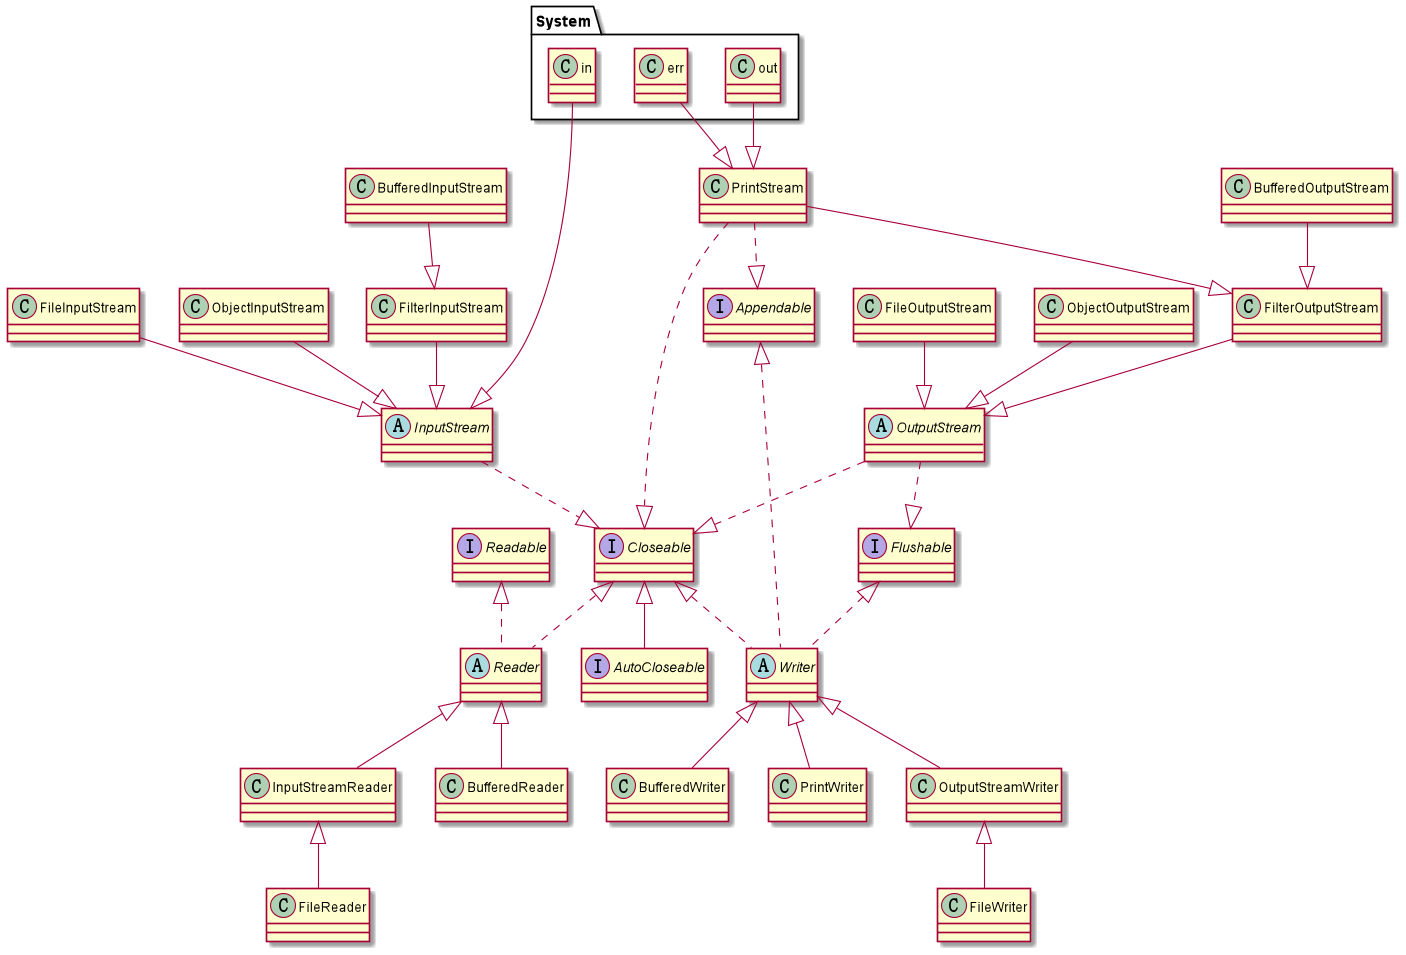 System
C in
C err
C out
C BufferedInputStream
C PrintStream
C BufferedOutputStream
C FileInputStream
C ObjectInputStream
C FilterInputStream
I Appendable
C FileOutputStream
C ObjectOutputStream
C FilterOutputStream
A InputStream
A OutputStream
I Readable
I Closeable
I Flushable
A Reader
I AutoCloseable
A Writer
C InputStreamReader
C BufferedReader
C BufferedWriter
C PrintWriter
C OutputStreamWriter
C FileReader
C FileWriter